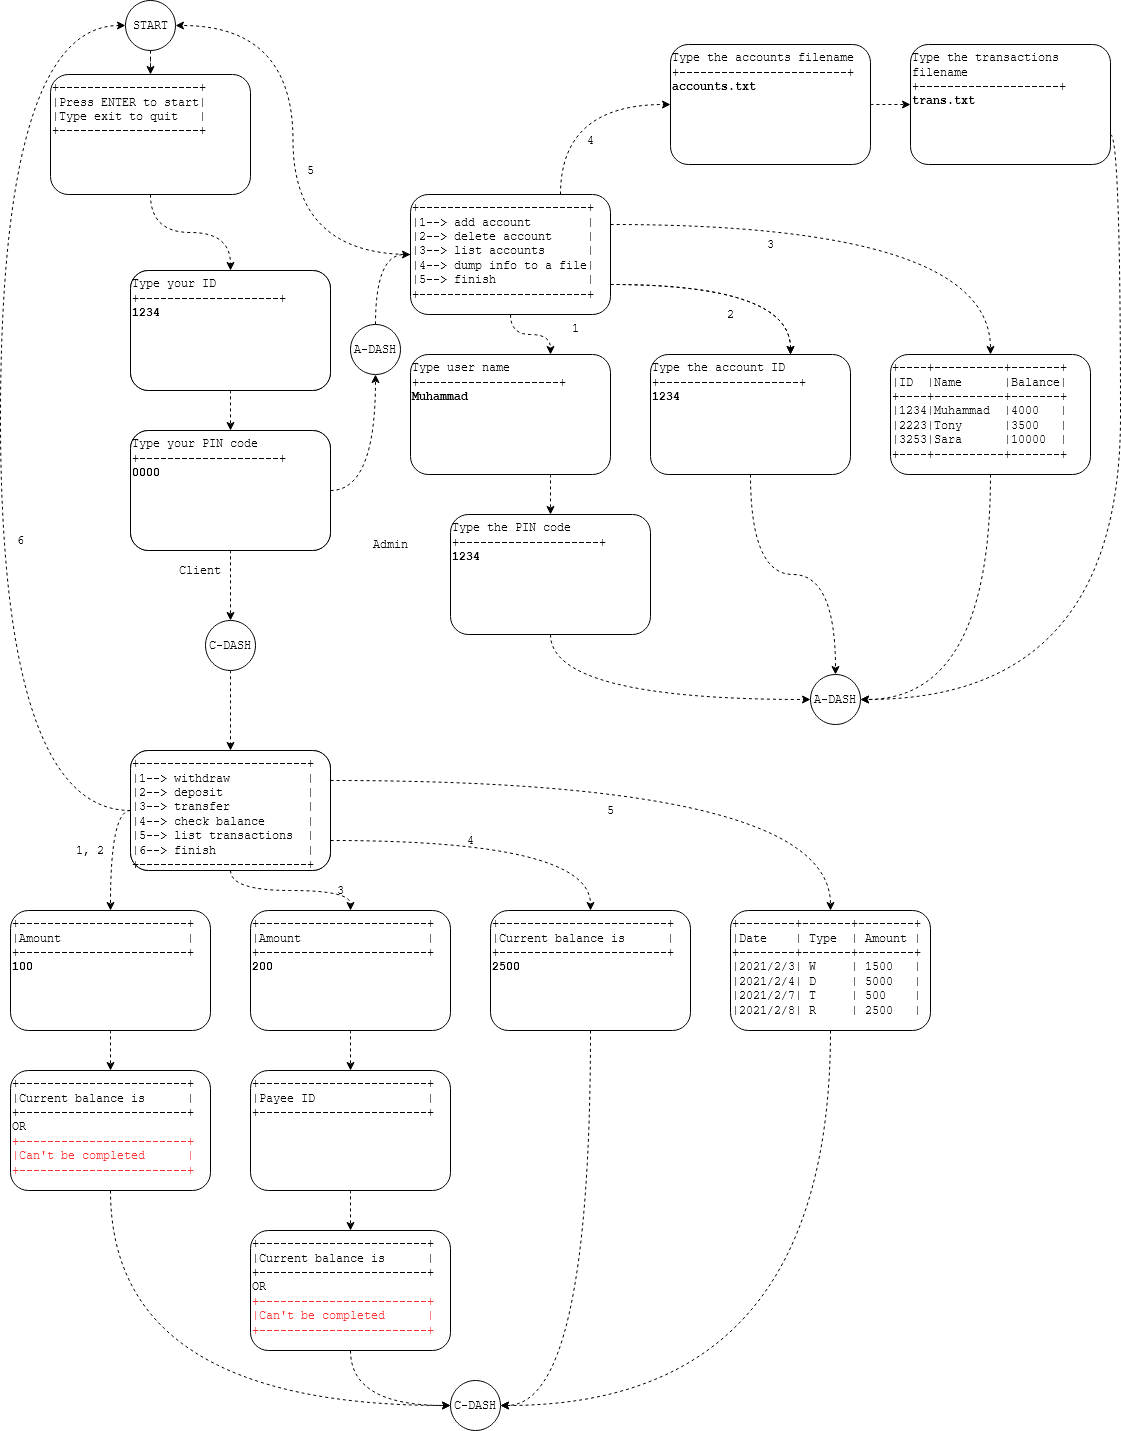 START
+--------------------+
|Press ENTER to start|
|Type exit to quit   |
+--------------------+
5
Type the accounts filename
+------------------------+
accounts.txt
Type the transactions
filename
+--------------------+
trans.txt
4
+-----------------------+
|1--> add account        |
|2--> delete account     |
|3--> list accounts      |
|4--> dump info to a file|
|5--> finish             |
+-----------------------+
3
2
1
Type your ID
+--------------------+
1234
A-DASH
Type user name
+--------------------+
Muhammad
Type the account ID
+--------------------+
1234
+----+----------+-------+
|ID  |Name      |Balance|
+----+----------+-------+
|1234|Muhammad  |4000   |
|2223|Tony      |3500   |
|3253|Sara      |10000  |
+----+----------+-------+
Type your PIN code
+--------------------+
0000
Type the PIN code
+--------------------+
1234
6
Admin
Client
C-DASH
A-DASH
+------------------------+
|1--> withdraw           |
|2--> deposit            |
|3--> transfer           |
|4--> check balance      |
|5--> list transactions  |
|6--> finish             |
+------------------------+
5
1, 2
4
3
+------------------------+
|Amount                  |
+------------------------+
100
+------------------------+
|Amount                  |
+------------------------+
200
+------------------------+
|Current balance is      |
+------------------------+
2500
+--------+-------+--------+
|Date    | Type  | Amount |
+--------+-------+--------+
|2021/2/3| W     | 1500   |
|2021/2/4| D     | 5000   |
|2021/2/7| T     | 500    |
|2021/2/8| R     | 2500   |
+------------------------+
|Current balance is      |
+------------------------+
OR
+------------------------+
|Can't be completed      |
+------------------------+
+------------------------+
|Payee ID                |
+------------------------+
+------------------------+
|Current balance is      |
+------------------------+
OR
+------------------------+
|Can't be completed      |
+------------------------+
C-DASH